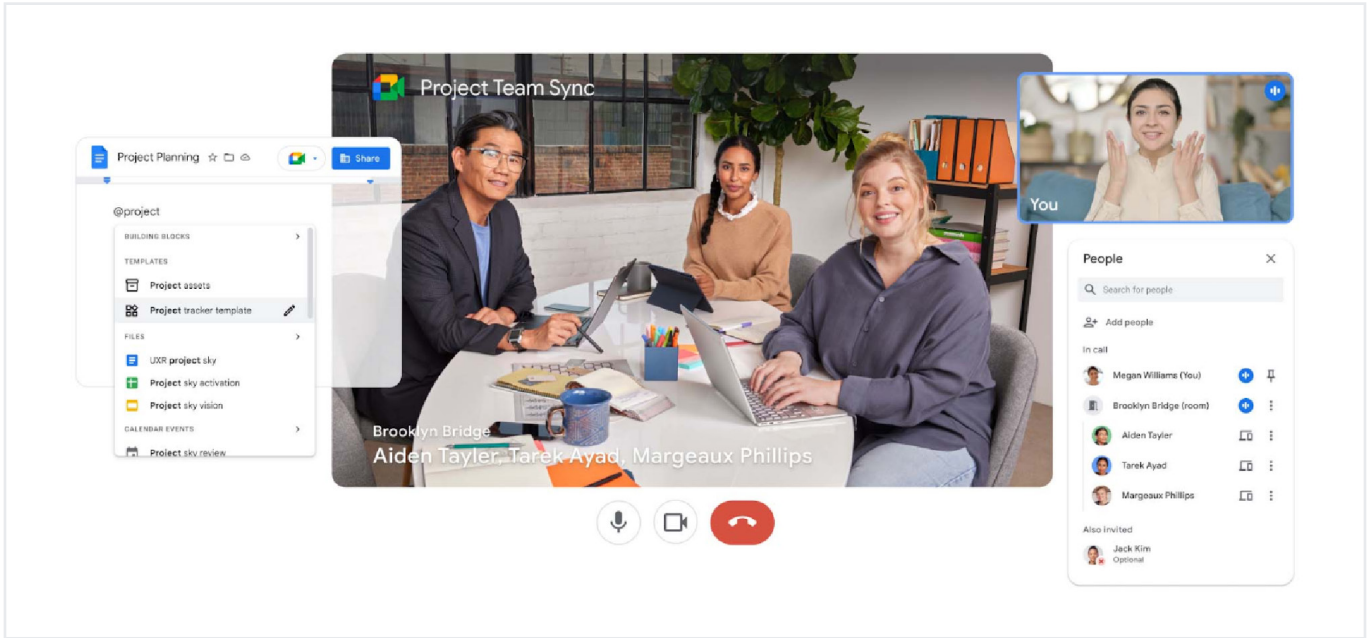 Project Team Sync
Project Planning
Share
@project
BUILDING BLOCKS
TEMPLATES
Project assets
Project tracker template
FILES
UXR project sky
Project sky activation
Project sky vision
CALENDAR EVENTS
Project sky review
Brooklyn Bridge
Aiden Tayler, Tarek Ayad, Margeaux Phillips
You
People
Search for people
Add people
In call
Megan Williams (You)
Brooklyn Bridge (room)
Aiden Tayler
Tarek Ayad
Margeaux Phillips
Also invited
Jack Kim
Optional